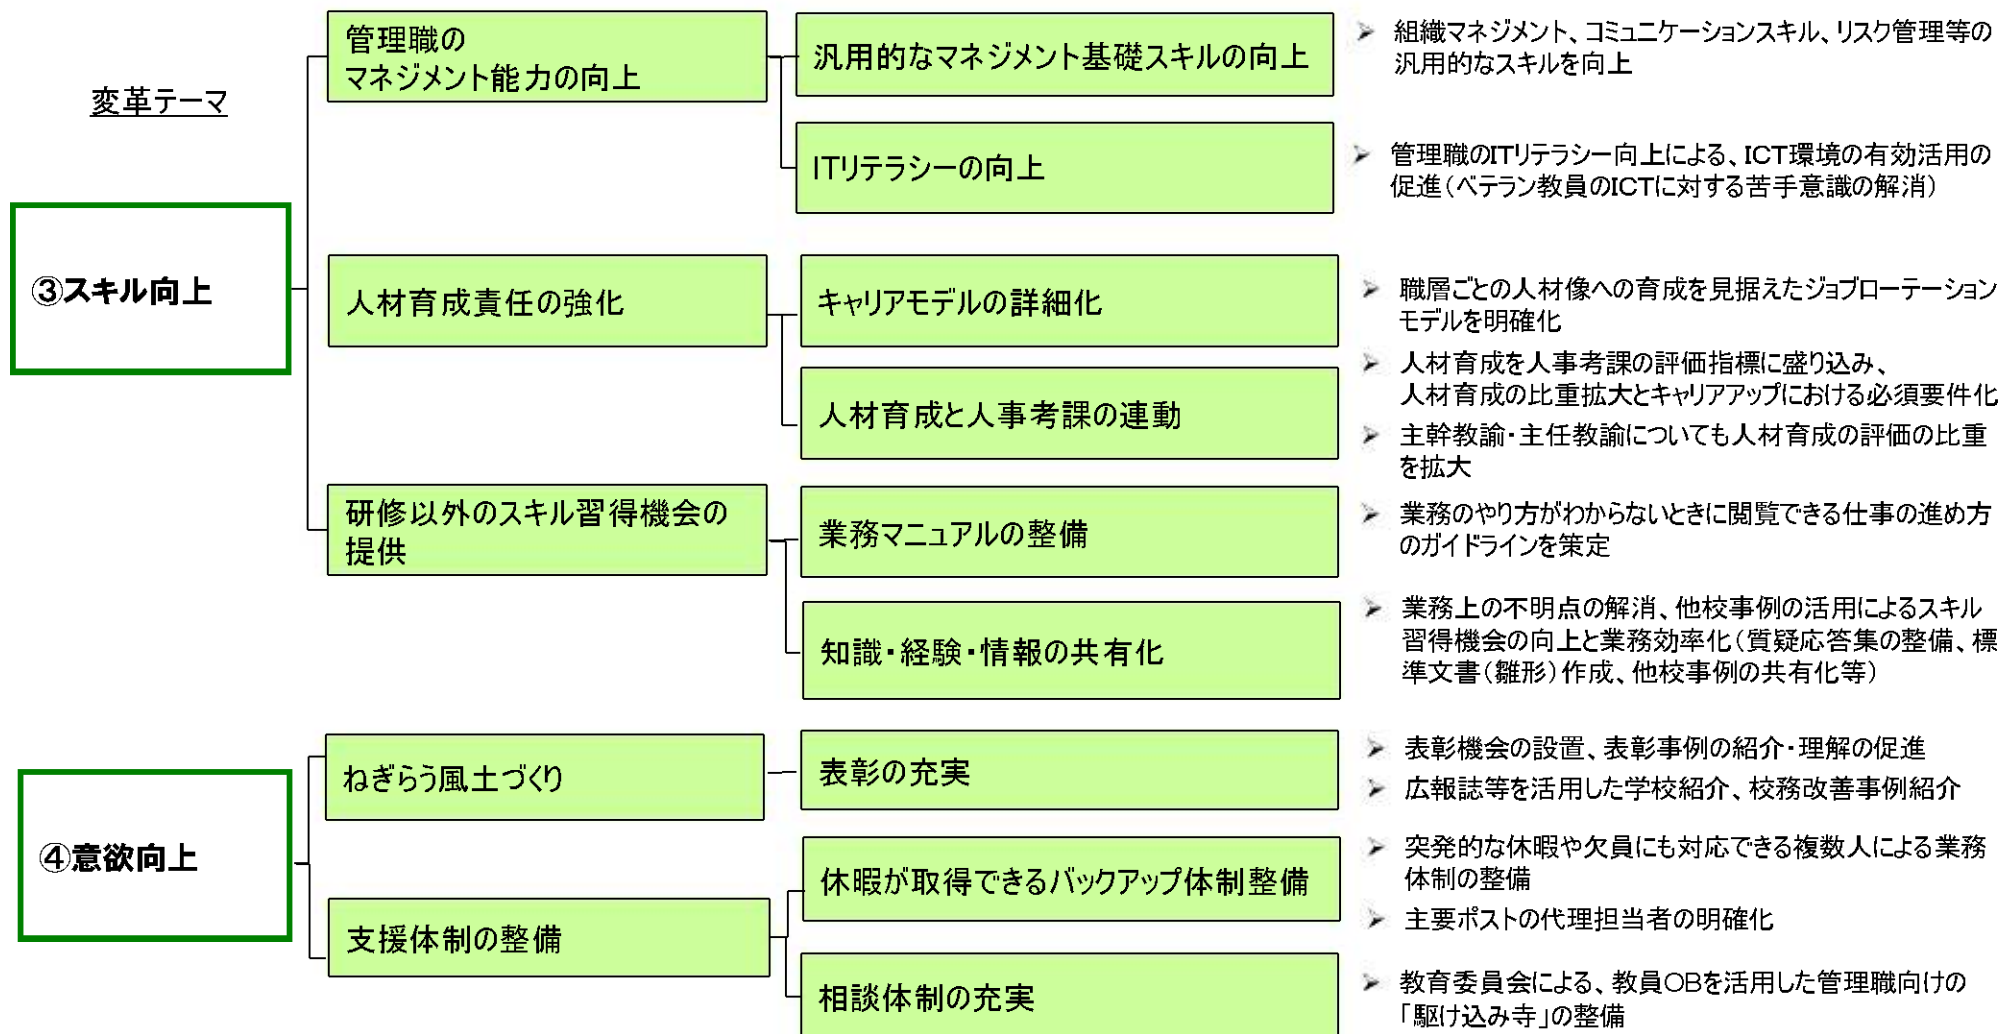 変革テーマ
③スキル向上
管理職の
マネジメント能力の向上
汎用的なマネジメント基礎スキルの向上
➢ 組織マネジメント、コミュニケーションスキル、リスク管理等の
汎用的なスキルを向上
ITリテラシーの向上
➢ 管理職のITリテラシー向上による、ICT環境の有効活用の
促進(ベテラン教員のICTに対する苦手意識の解消)
人材育成責任の強化
キャリアモデルの詳細化
➢ 職層ごとの人材像への育成を見据えたジョブローテーション
モデルを明確化
人材育成と人事考課の連動
➢ 人材育成を人事考課の評価指標に盛り込み、
人材育成の比重拡大とキャリアアップにおける必須要件化
➢ 主幹教諭・主任教諭についても人材育成の評価の比重
を拡大
研修以外のスキル習得機会の
提供
業務マニュアルの整備
➢ 業務のやり方がわからないときに閲覧できる仕事の進め方
のガイドラインを策定
知識・経験・情報の共有化
➢ 業務上の不明点の解消、他校事例の活用によるスキル
習得機会の向上と業務効率化(質疑応答集の整備、標
準文書(雛形)作成、他校事例の共有化等)
④意欲向上
ねぎらう風土づくり
表彰の充実
➢ 表彰機会の設置、表彰事例の紹介・理解の促進
➢ 広報誌等を活用した学校紹介、校務改善事例紹介
支援体制の整備
休暇が取得できるバックアップ体制整備
➢ 突発的な休暇や欠員にも対応できる複数人による業務
体制の整備
➢ 主要ポストの代理担当者の明確化
相談体制の充実
➢ 教育委員会による、教員OBを活用した管理職向けの
「駆け込み寺」の整備